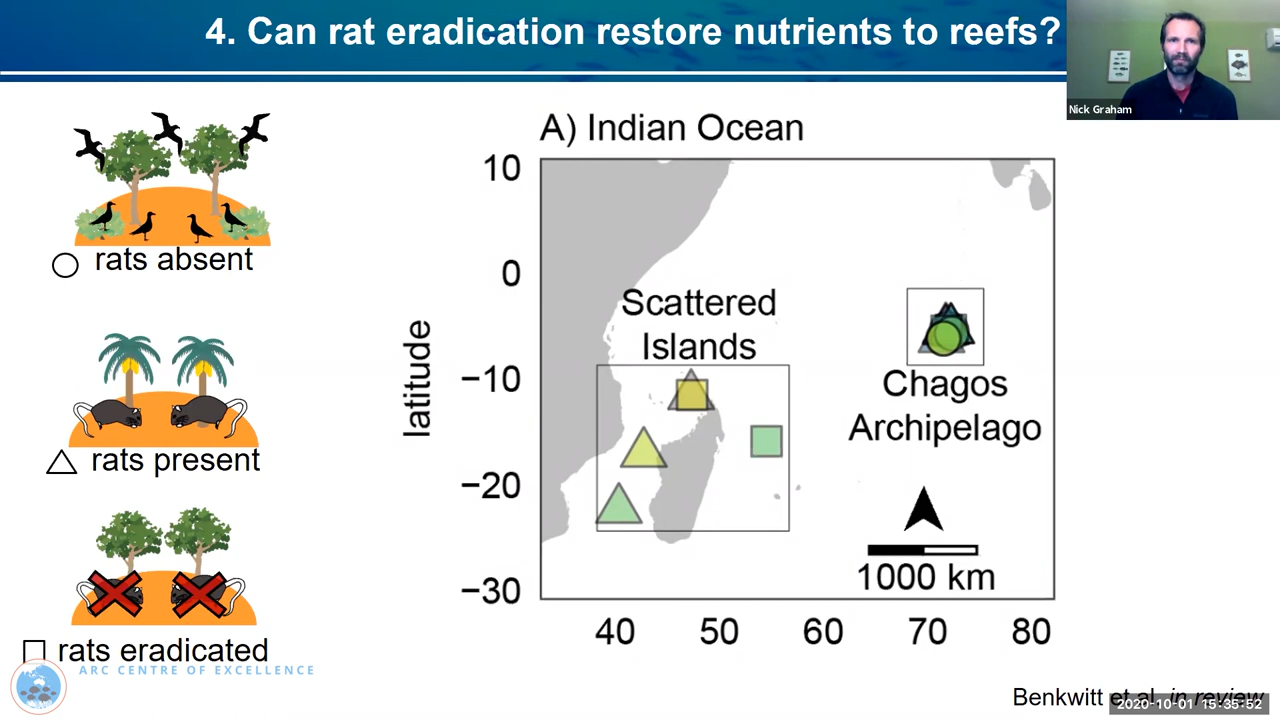 4. Can rat eradication restore nutrients to reefs?
Nick Graham
rats absent
rats present
rats eradicated
ARC CENTRE OF EXCELLENCE
A) Indian Ocean
latitude
10
0
−10
−20
−30
Scattered
Islands
Chagos
Archipelago
1000 km
40 50 60 70 80
Benkwitt et al. in review
2020-10-01 15:35:52